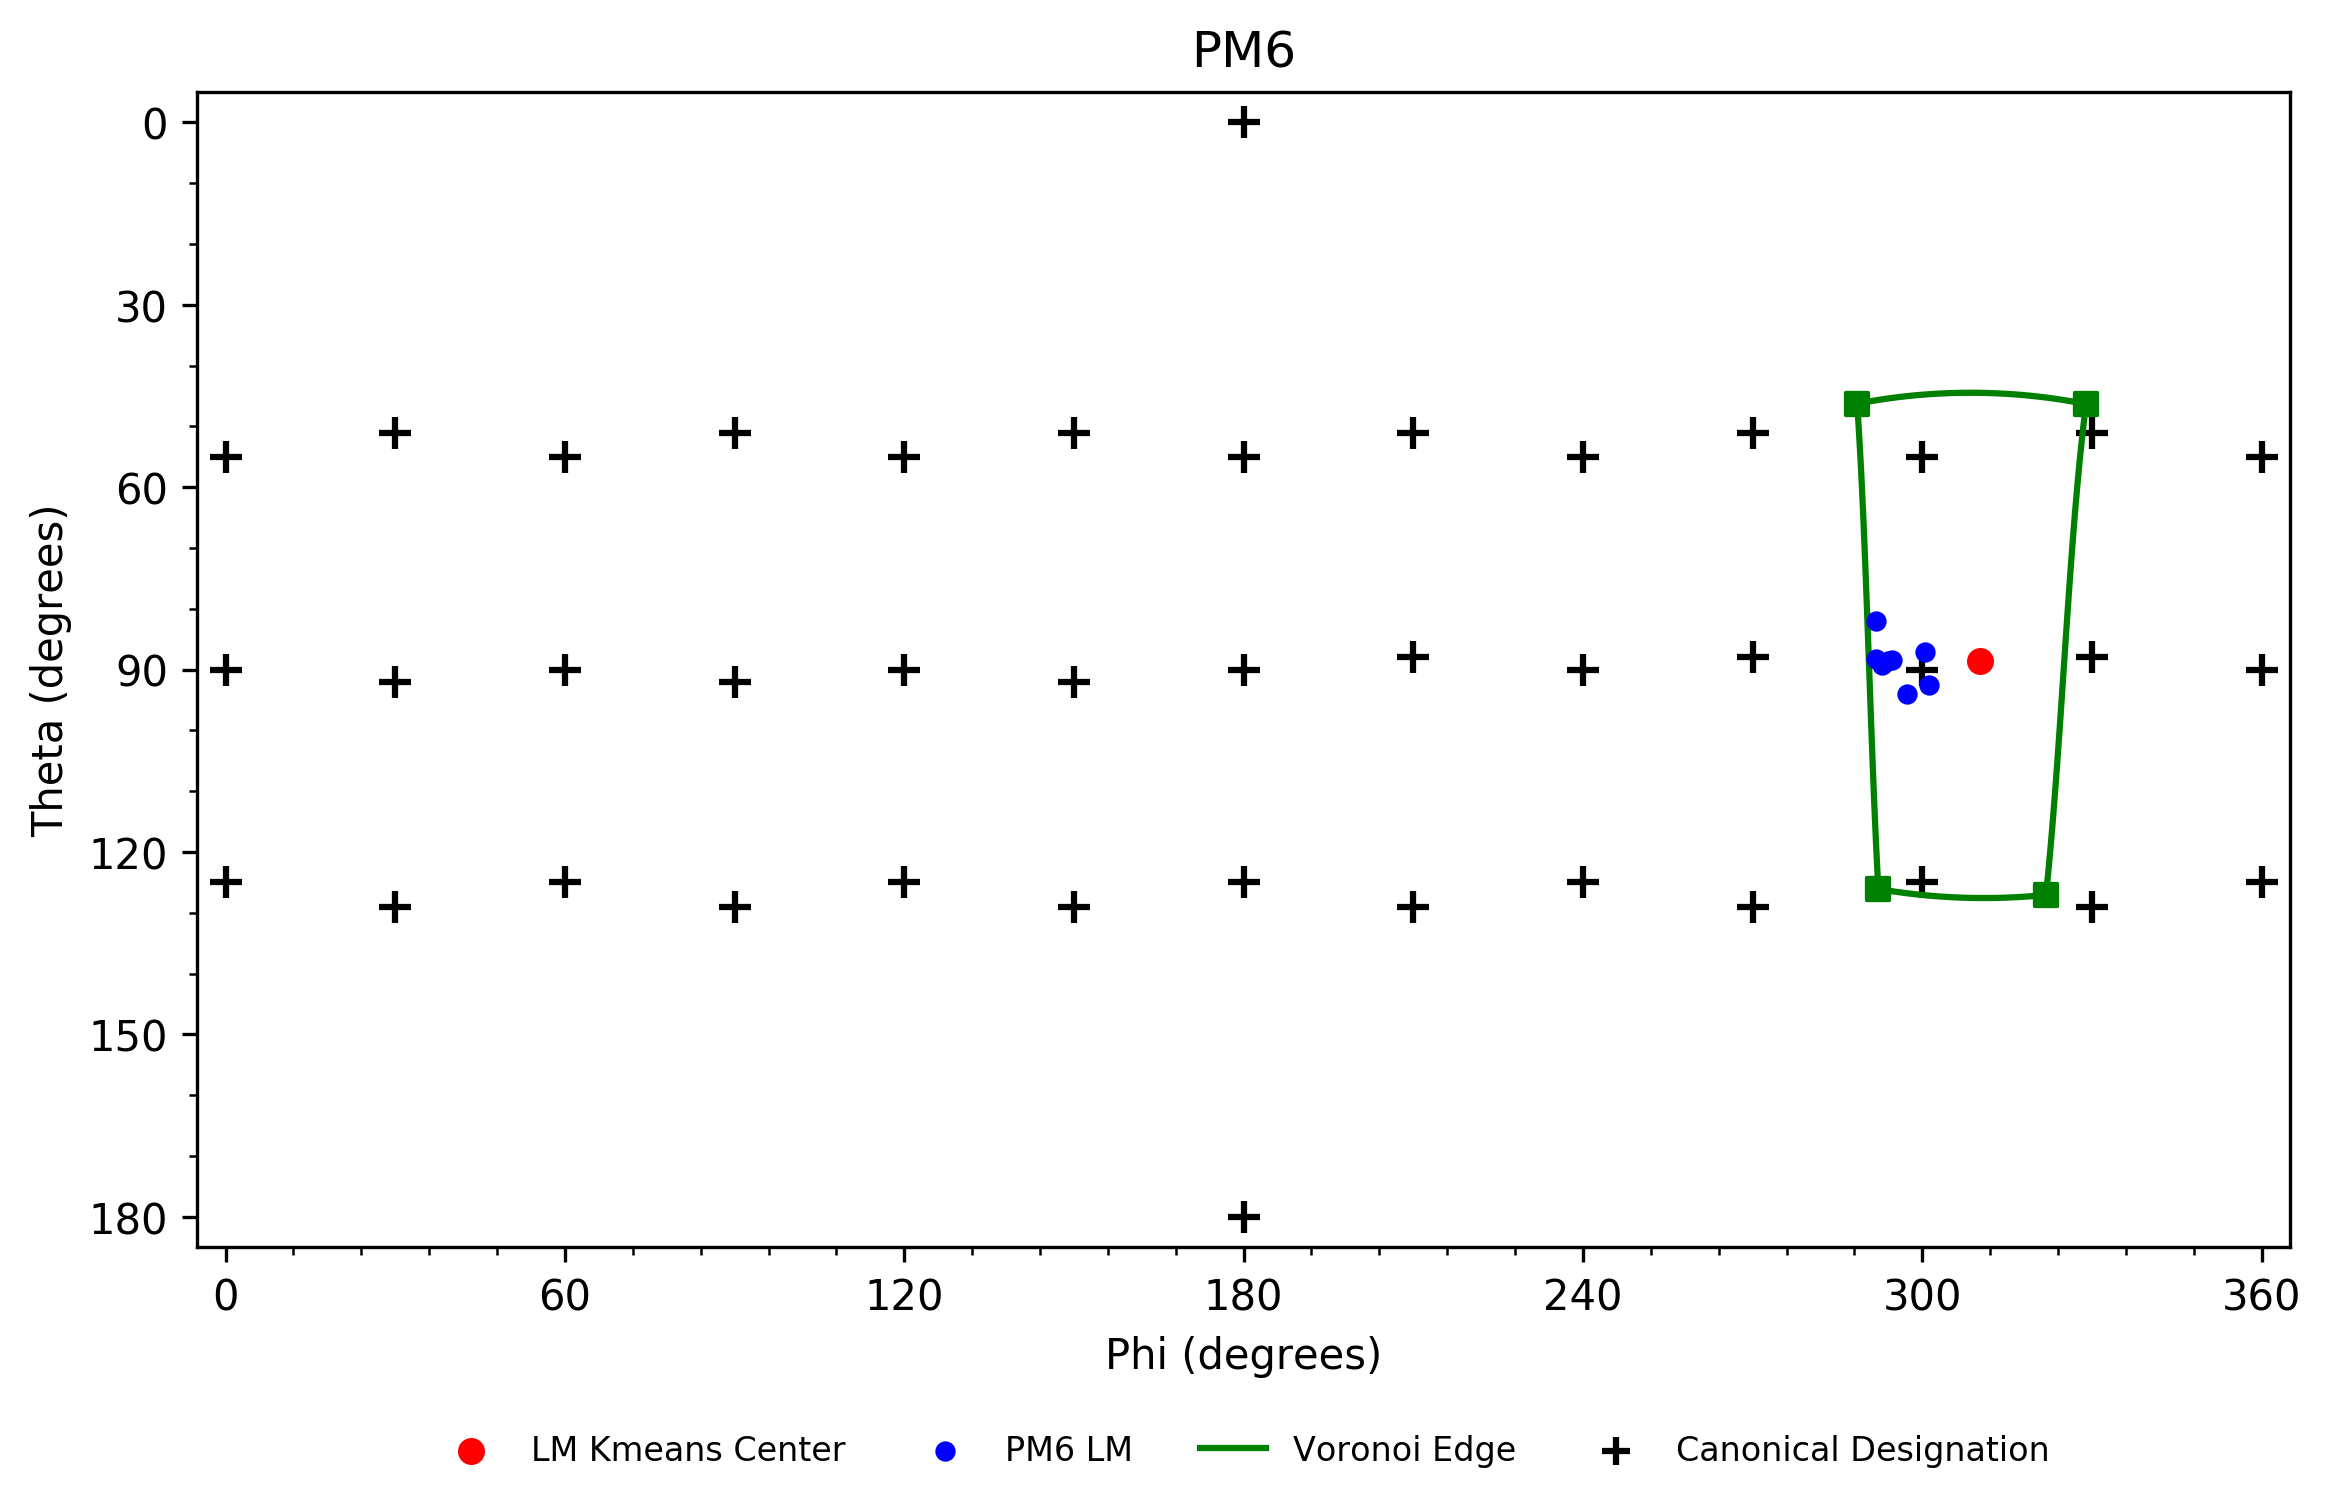 PM6
0
30
60
90
120
150
180
Theta (degrees)
0 60 120 180 240 300 360
Phi (degrees)
LM Kmeans Center PM6 LM Voronoi Edge Canonical Designation